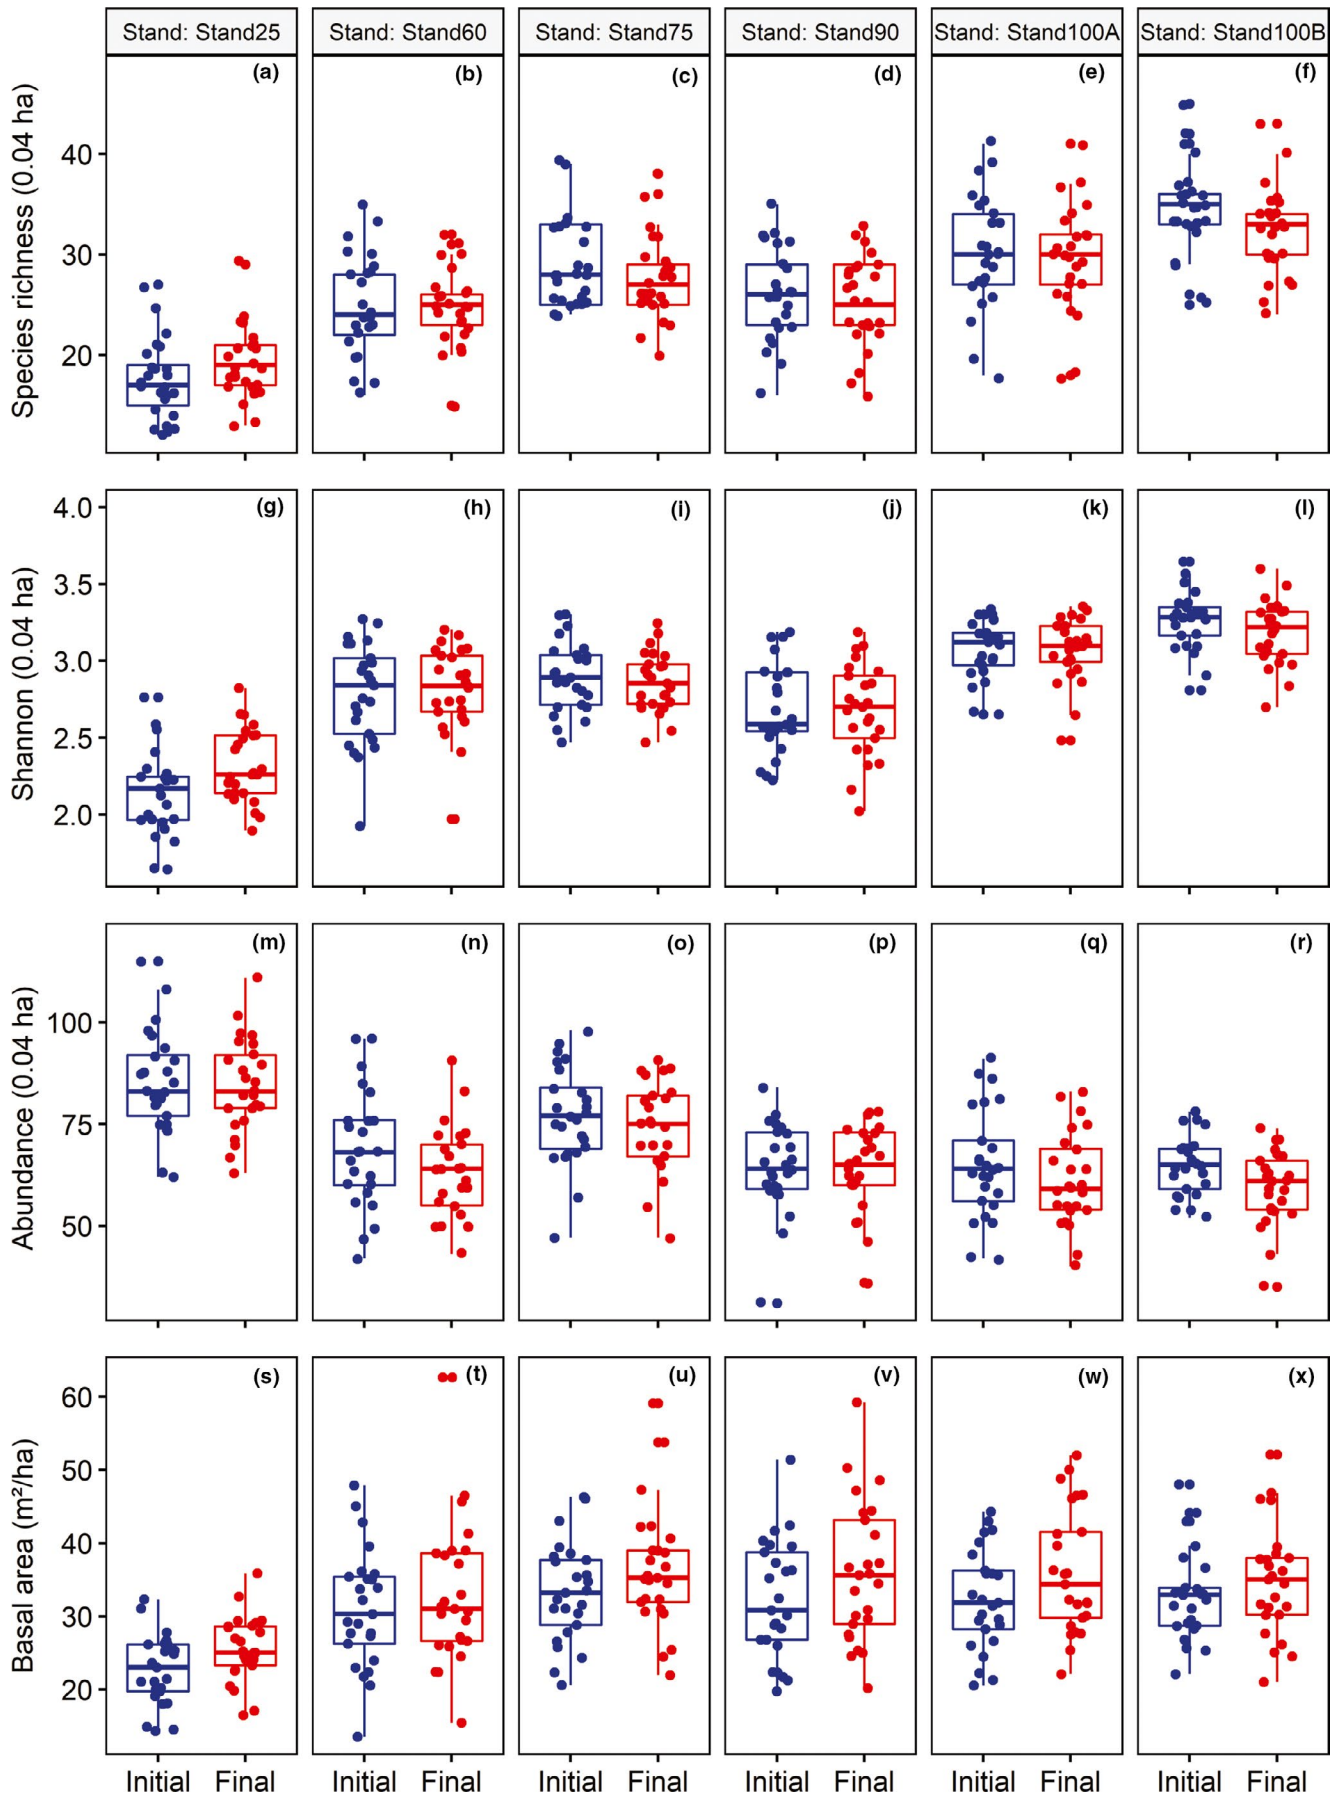 Stand: Stand25 Stand: Stand60 Stand: Stand75 Stand: Stand90 Stand: Stand100A Stand: Stand100B
(a) (b) (c) (d) (e) (f)
Species richness (0.04 ha)
40
30
20
(g) (h) (i) (j) (k) (l)
Shannon (0.04 ha)
4.0
3.5
3.0
2.5
2.0
(m) (n) (o) (p) (q) (r)
Abundance (0.04 ha)
100
75
50
(s) (t) (u) (v) (w) (x)
Basal area (m²/ha)
60
50
40
30
20
Initial Final Initial Final Initial Final Initial Final Initial Final Initial Final